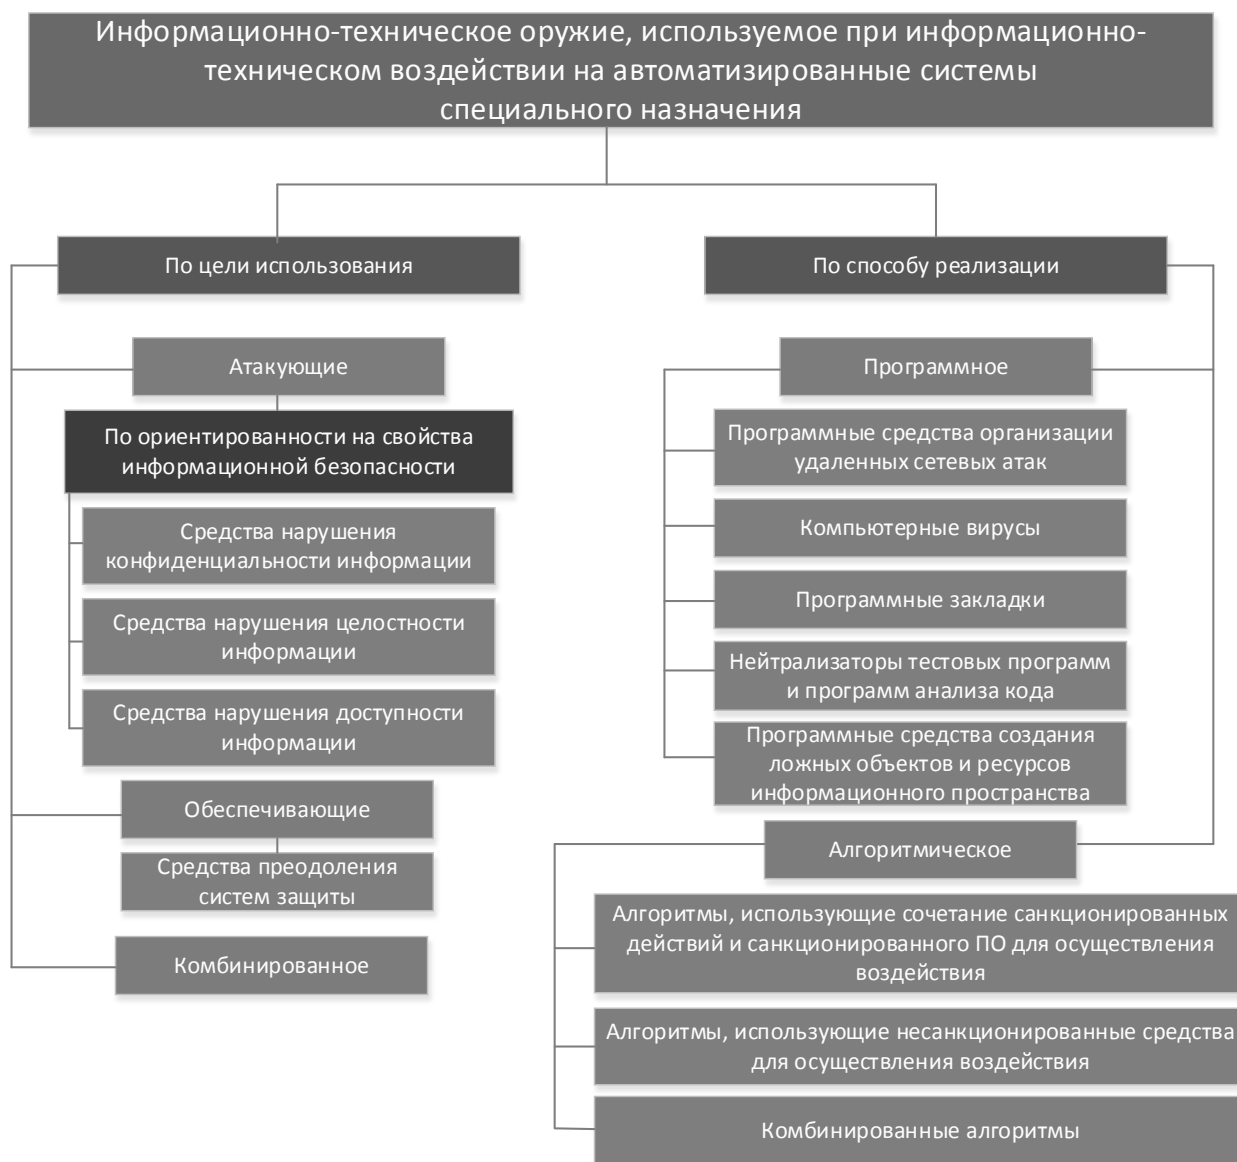 Информационно-техническое оружие, используемое при информационно-
техническом воздействии на автоматизированные системы
специального назначения
По цели использования
Атакующие
По ориентированности на свойства
информационной безопасности
Средства нарушения
конфиденциальности информации
Средства нарушения целостности
информации
Средства нарушения доступности
информации
Обеспечивающие
Средства преодоления
систем защиты
Комбинированное
По способу реализации
Программное
Программные средства организации
удаленных сетевых атак
Компьютерные вирусы
Программные закладки
Нейтрализаторы тестовых программ
и программ анализа кода
Программные средства создания
ложных объектов и ресурсов
информационного пространства
Алгоритмическое
Алгоритмы, использующие сочетание санкционированных
действий и санкционированного ПО для осуществления
воздействия
Алгоритмы, использующие несанкционированные средства
для осуществления воздействия
Комбинированные алгоритмы